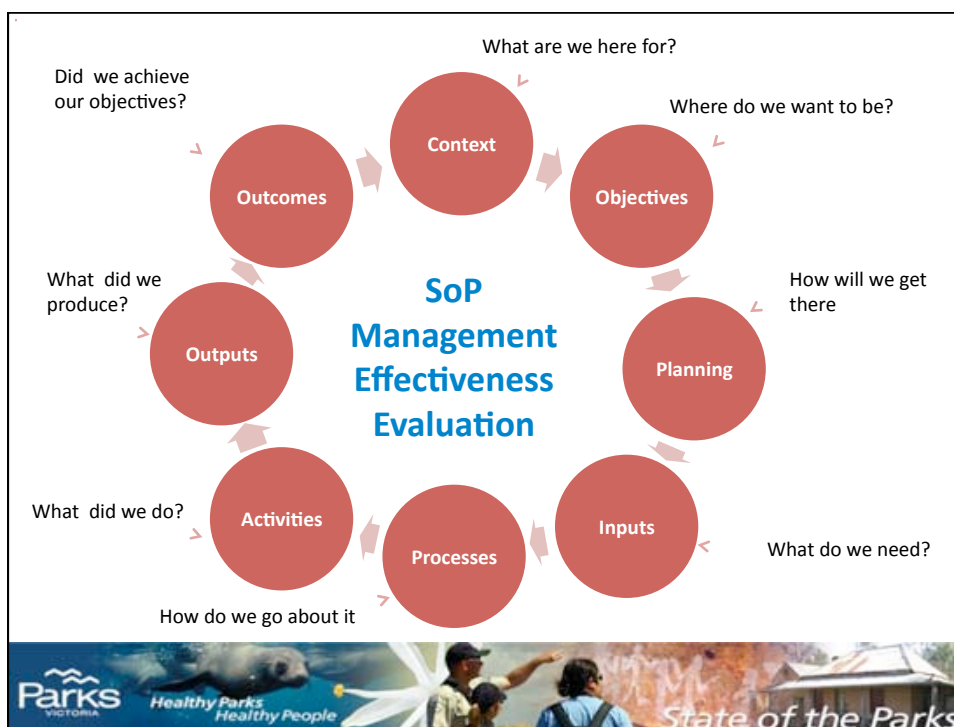 What are we here for?
Did  we achieve
our objectives?
Where do we want to be?
Context
Outcomes
Objectives
What  did we
produce?
How will we get
there
SoP
Management
Effectiveness
Evaluation
Outputs
Planning
What  did we do?
Activities
Inputs
What do we need?
Processes
How do we go about it
Parks
VICTORIA
Healthy Parks
Healthy People
State of the Parks